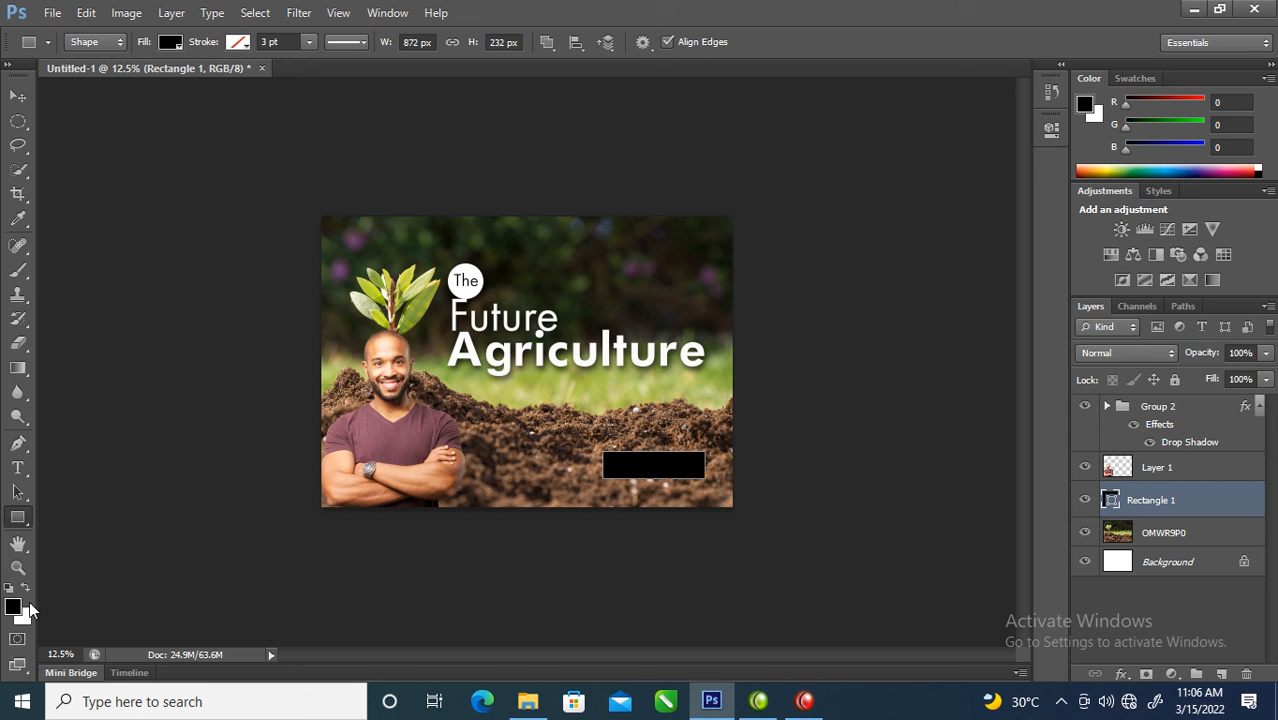 Ps File Edit Image Layer Type Select Filter View Window Help
Shape Fill: Stroke: 3 pt W: 872 px H: 232 px Align Edges Essentials
Untitled-1 @ 12.5% (Rectangle 1, RGB/8) * ×
Color Swatches
R 0
G 0
B 0
Adjustments Styles
Add an adjustment
Layers Channels Paths
Kind
Normal Opacity: 100%
Lock: Fill: 100%
Group 2 fx
Effects
Drop Shadow
Layer 1
Rectangle 1
OMWR9P0
Background
The
Future
Agriculture
Activate Windows
Go to Settings to activate Windows.
12.5% Doc: 24.9M/63.6M
Mini Bridge Timeline
Type here to search
Ps
30°C
11:06 AM
3/15/2022